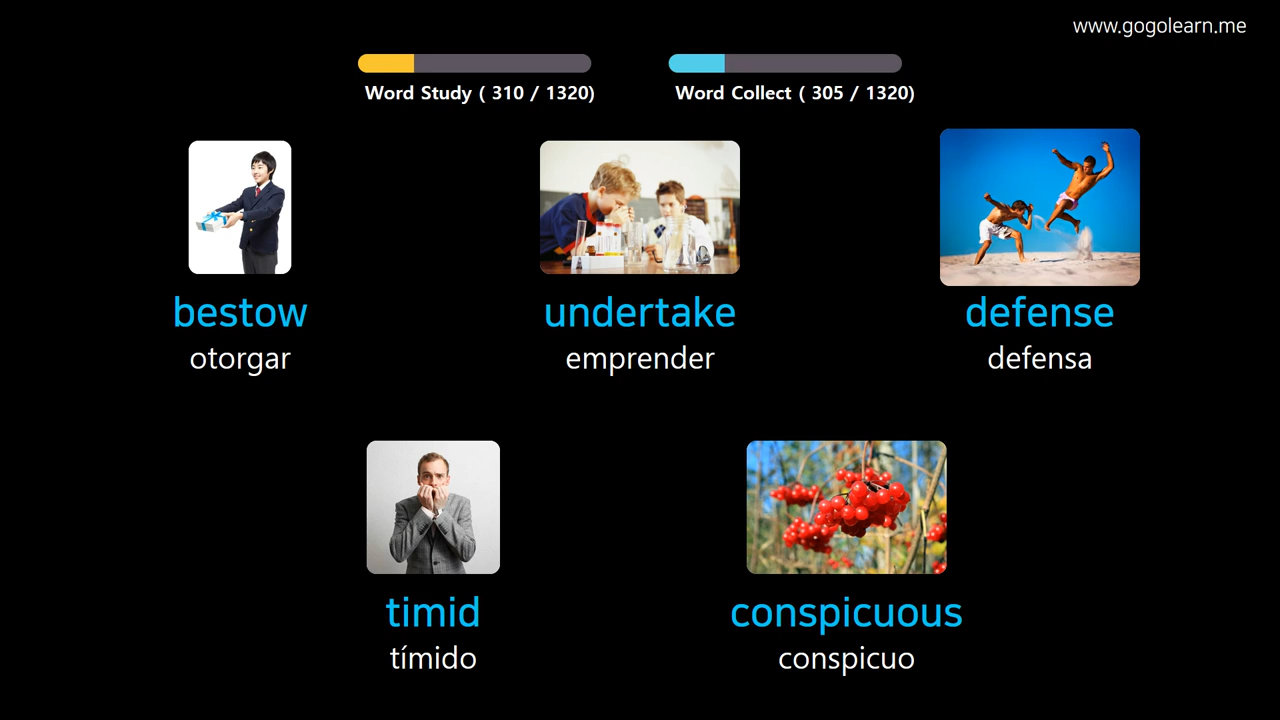 www.gogolearn.me
Word Study ( 310 / 1320)
Word Collect ( 305 / 1320)
bestow
otorgar
undertake
emprender
defense
defensa
timid
tímido
conspicuous
conspicuo